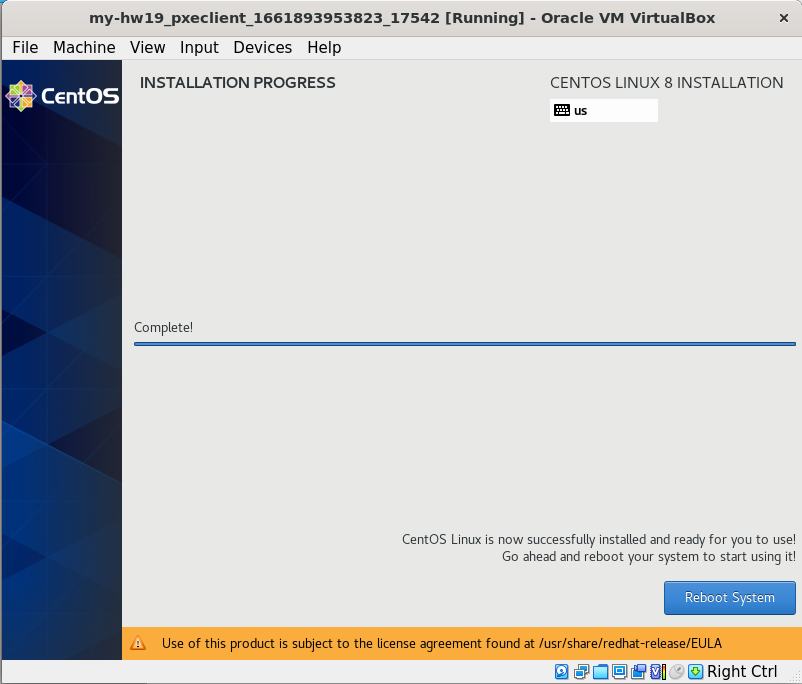 my-hw19_pxeclient_1661893953823_17542 [Running] - Oracle VM VirtualBox
File Machine View Input Devices Help
CentOS
INSTALLATION PROGRESS
CENTOS LINUX 8 INSTALLATION
us
Complete!
CentOS Linux is now successfully installed and ready for you to use!
Go ahead and reboot your system to start using it!
Reboot System
Use of this product is subject to the license agreement found at /usr/share/redhat-release/EULA
Right Ctrl